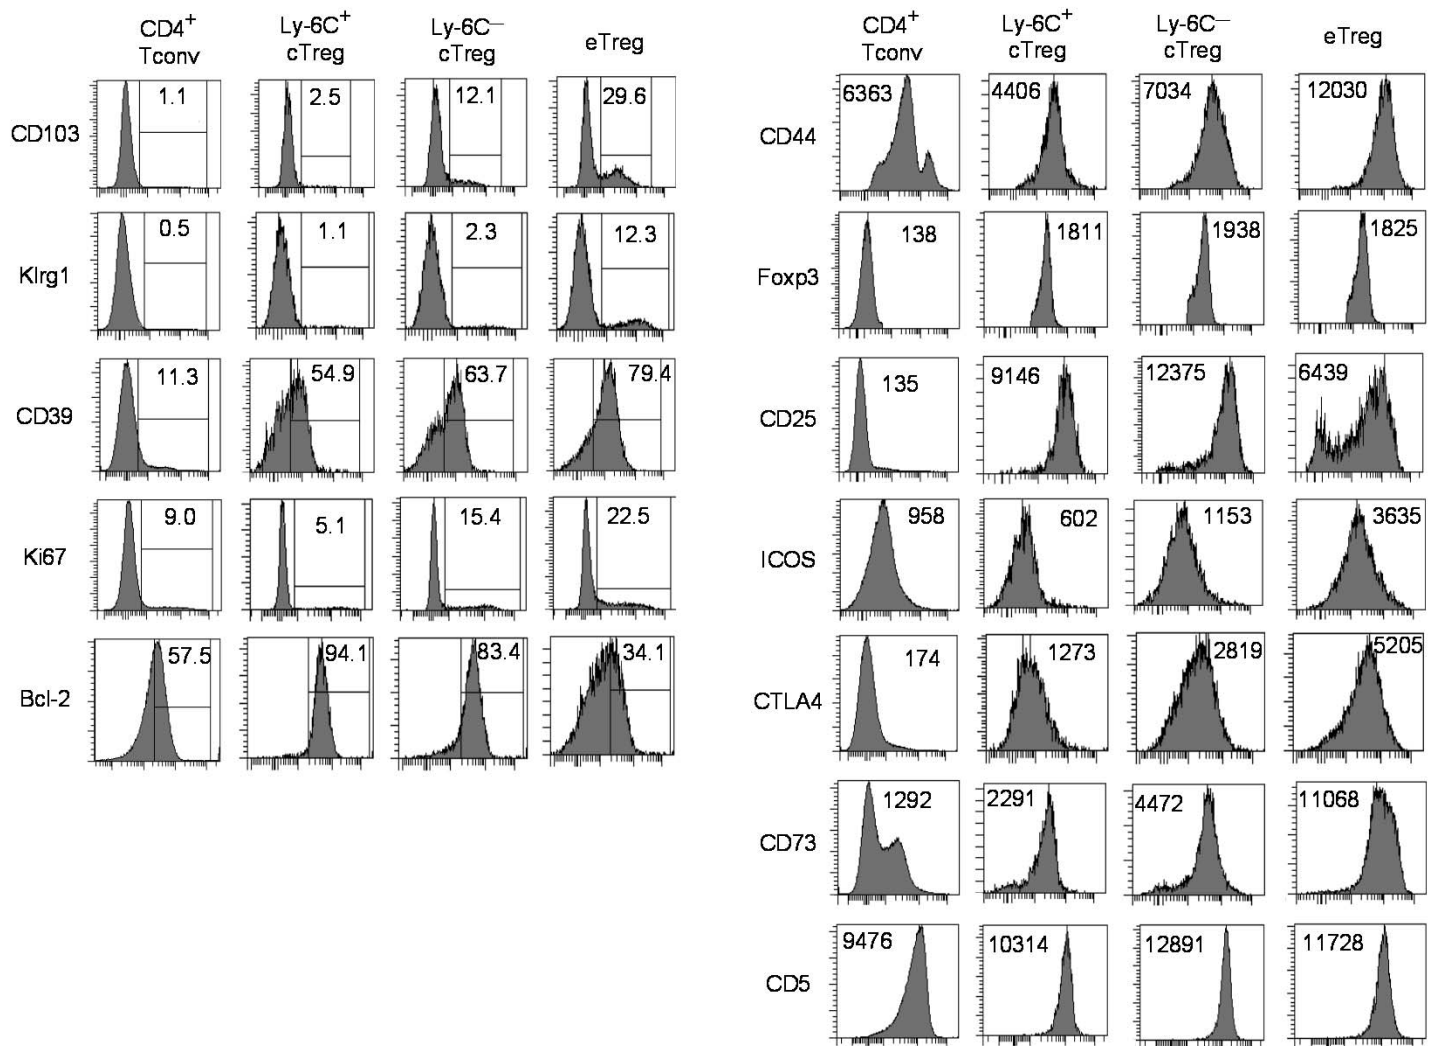 CD4+ Tconv
Ly-6C+ cTreg
Ly-6C— cTreg
eTreg
CD103 1.1 2.5 12.1 29.6
Klrg1 0.5 1.1 2.3 12.3
CD39 11.3 54.9 63.7 79.4
Ki67 9.0 5.1 15.4 22.5
Bcl-2 57.5 94.1 83.4 34.1
CD4+ Tconv
Ly-6C+ cTreg
Ly-6C— cTreg
eTreg
CD44 6363 4406 7034 12030
Foxp3 138 1811 1938 1825
CD25 135 9146 12375 6439
ICOS 958 602 1153 3635
CTLA4 174 1273 2819 5205
CD73 1292 2291 4472 11068
CD5 9476 10314 12891 11728